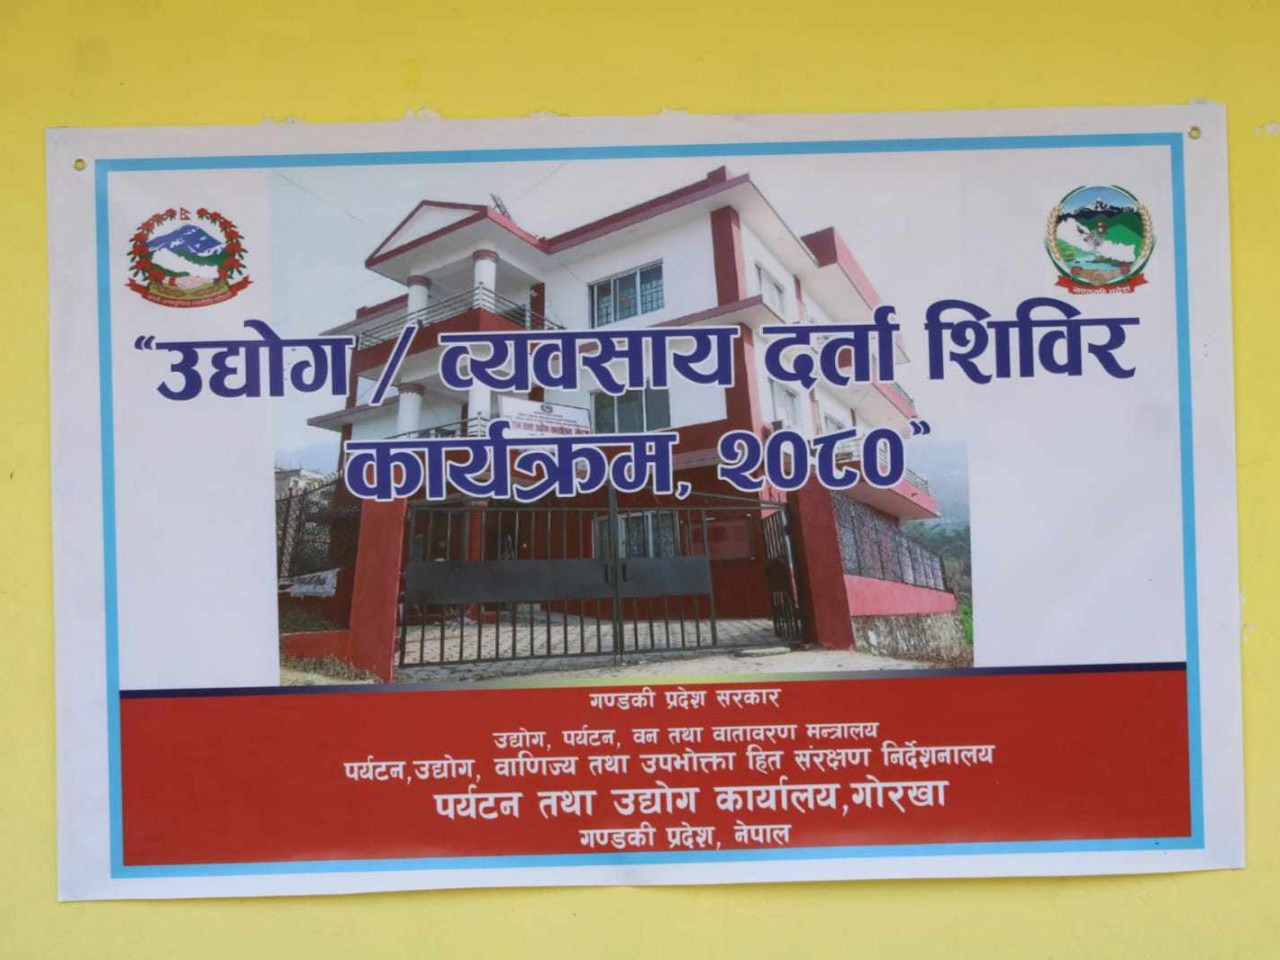 “उद्योग / व्यवसाय दर्ता शिविर
कार्यक्रम, २०८०”
गण्डकी प्रदेश सरकार
उद्योग, पर्यटन, वन तथा वातावरण मन्त्रालय
पर्यटन,उद्योग, वाणिज्य तथा उपभोक्ता हित संरक्षण निर्देशनालय
पर्यटन तथा उद्योग कार्यालय,गोरखा
गण्डकी प्रदेश, नेपाल